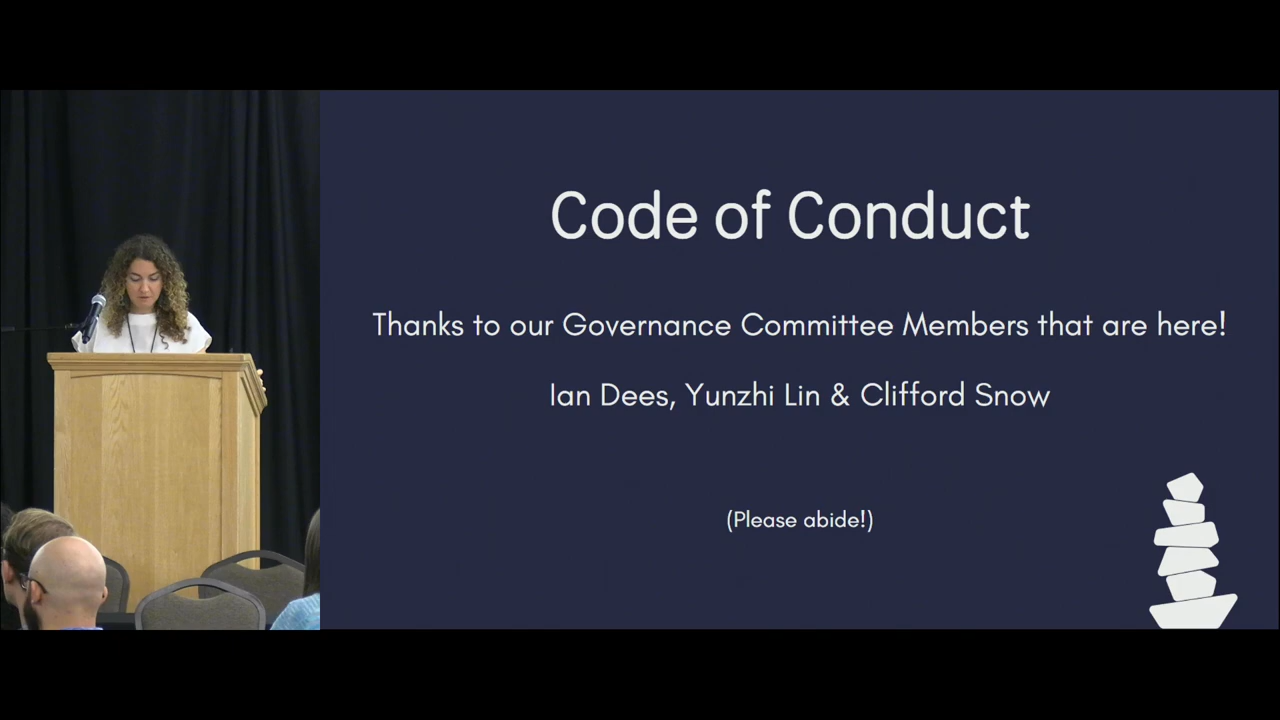 Code of Conduct
Thanks to our Governance Committee Members that are here!
Ian Dees, Yunzhi Lin & Clifford Snow
(Please abide!)